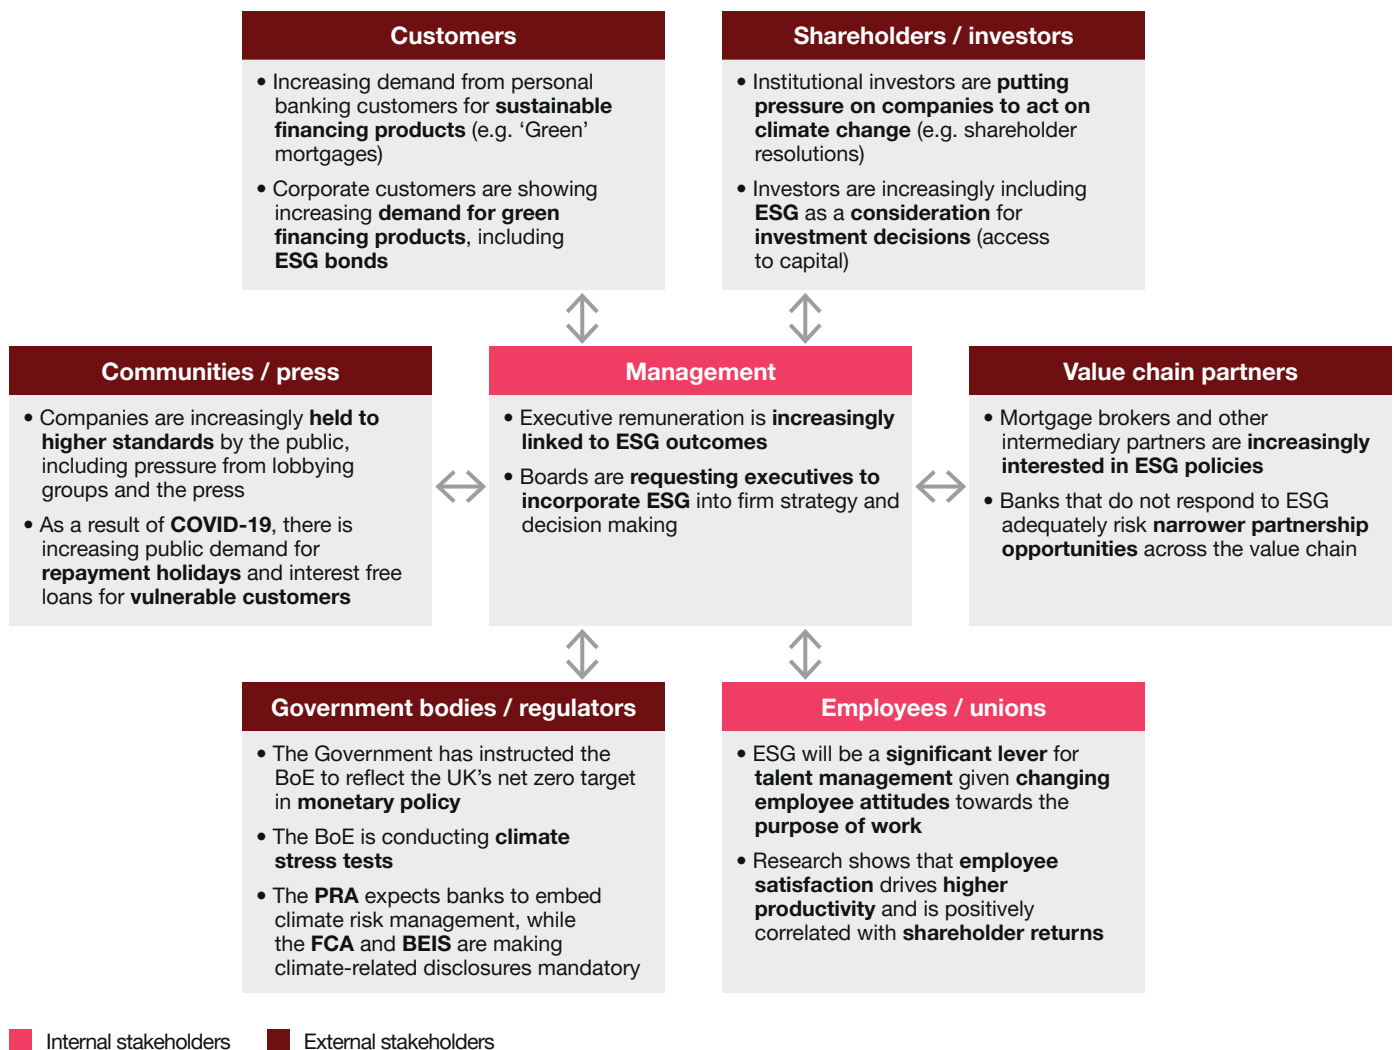 Customers
• Increasing demand from personal
banking customers for sustainable
financing products (e.g. ‘Green’
mortgages)
• Corporate customers are showing
increasing demand for green
financing products, including
ESG bonds
Shareholders / investors
• Institutional investors are putting
pressure on companies to act on
climate change (e.g. shareholder
resolutions)
• Investors are increasingly including
ESG as a consideration for
investment decisions (access
to capital)
Communities / press
• Companies are increasingly held to
higher standards by the public,
including pressure from lobbying
groups and the press
• As a result of COVID-19, there is
increasing public demand for
repayment holidays and interest free
loans for vulnerable customers
Management
• Executive remuneration is increasingly
linked to ESG outcomes
• Boards are requesting executives to
incorporate ESG into firm strategy and
decision making
Value chain partners
• Mortgage brokers and other
intermediary partners are increasingly
interested in ESG policies
• Banks that do not respond to ESG
adequately risk narrower partnership
opportunities across the value chain
Government bodies / regulators
• The Government has instructed the
BoE to reflect the UK’s net zero target
in monetary policy
• The BoE is conducting climate
stress tests
• The PRA expects banks to embed
climate risk management, while
the FCA and BEIS are making
climate-related disclosures mandatory
Employees / unions
• ESG will be a significant lever for
talent management given changing
employee attitudes towards the
purpose of work
• Research shows that employee
satisfaction drives higher
productivity and is positively
correlated with shareholder returns
Internal stakeholders
External stakeholders